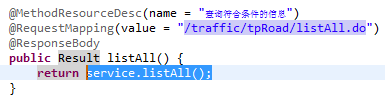 @MethodResourceDesc(name = "查询符合条件的信息")
@RequestMapping(value = "/traffic/tpRoad/listAll.do")
@ResponseBody
public Result listAll() {
return service.listAll();
}